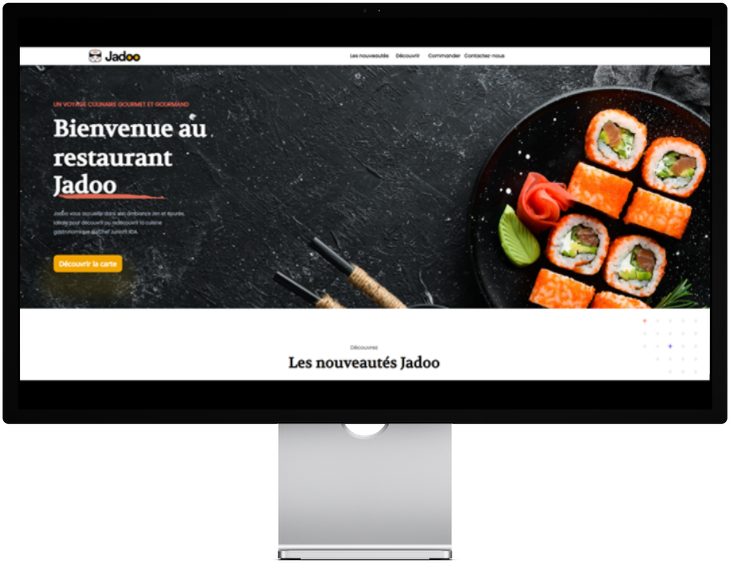 Jadoo
Les nouveautés Découvrir Commander Contactez-nous
UN VOYAGE CULINAIRE GOURMET ET GOURMAND
Bienvenue au
restaurant
Jadoo
Jadoo vous accueille dans une ambiance zen et épurée,
idéale pour découvrir ou redécouvrir la cuisine
gastronomique du Chef
Découvrir la carte
Découvrez
Les nouveautés Jadoo